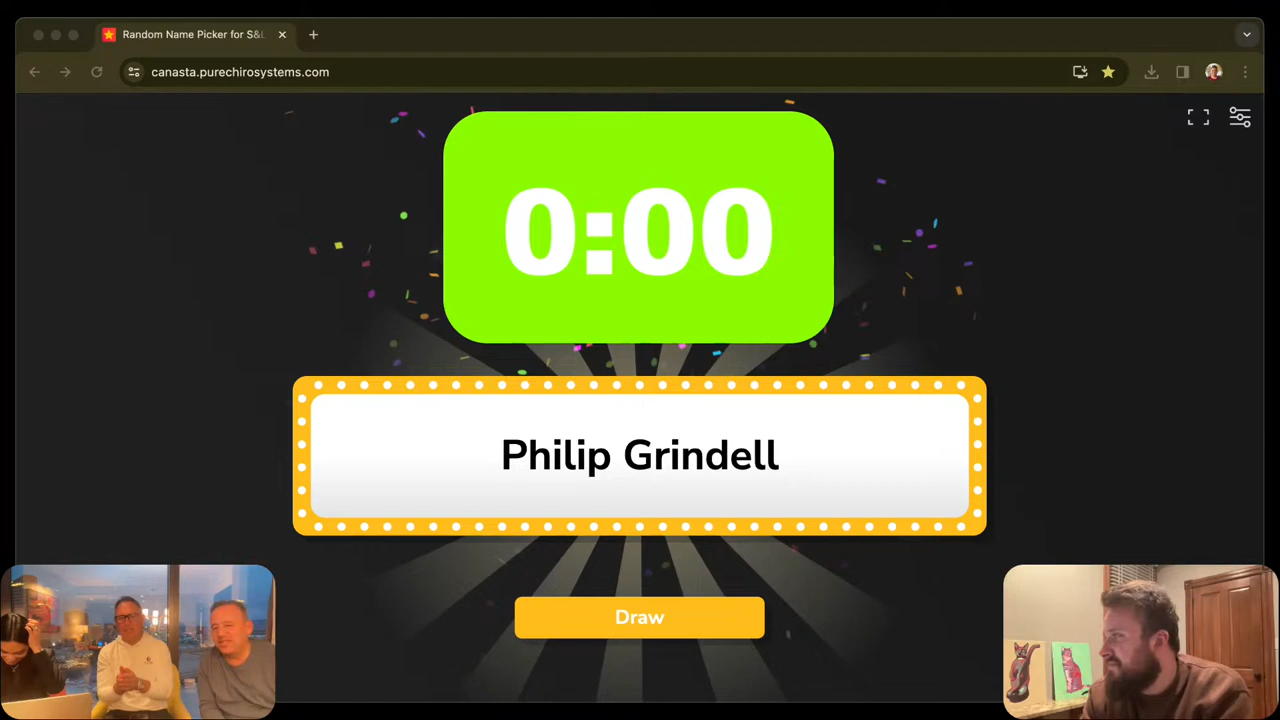 Random Name Picker for S&L
canasta.purechirosystems.com
0:00
Philip Grindell
Draw